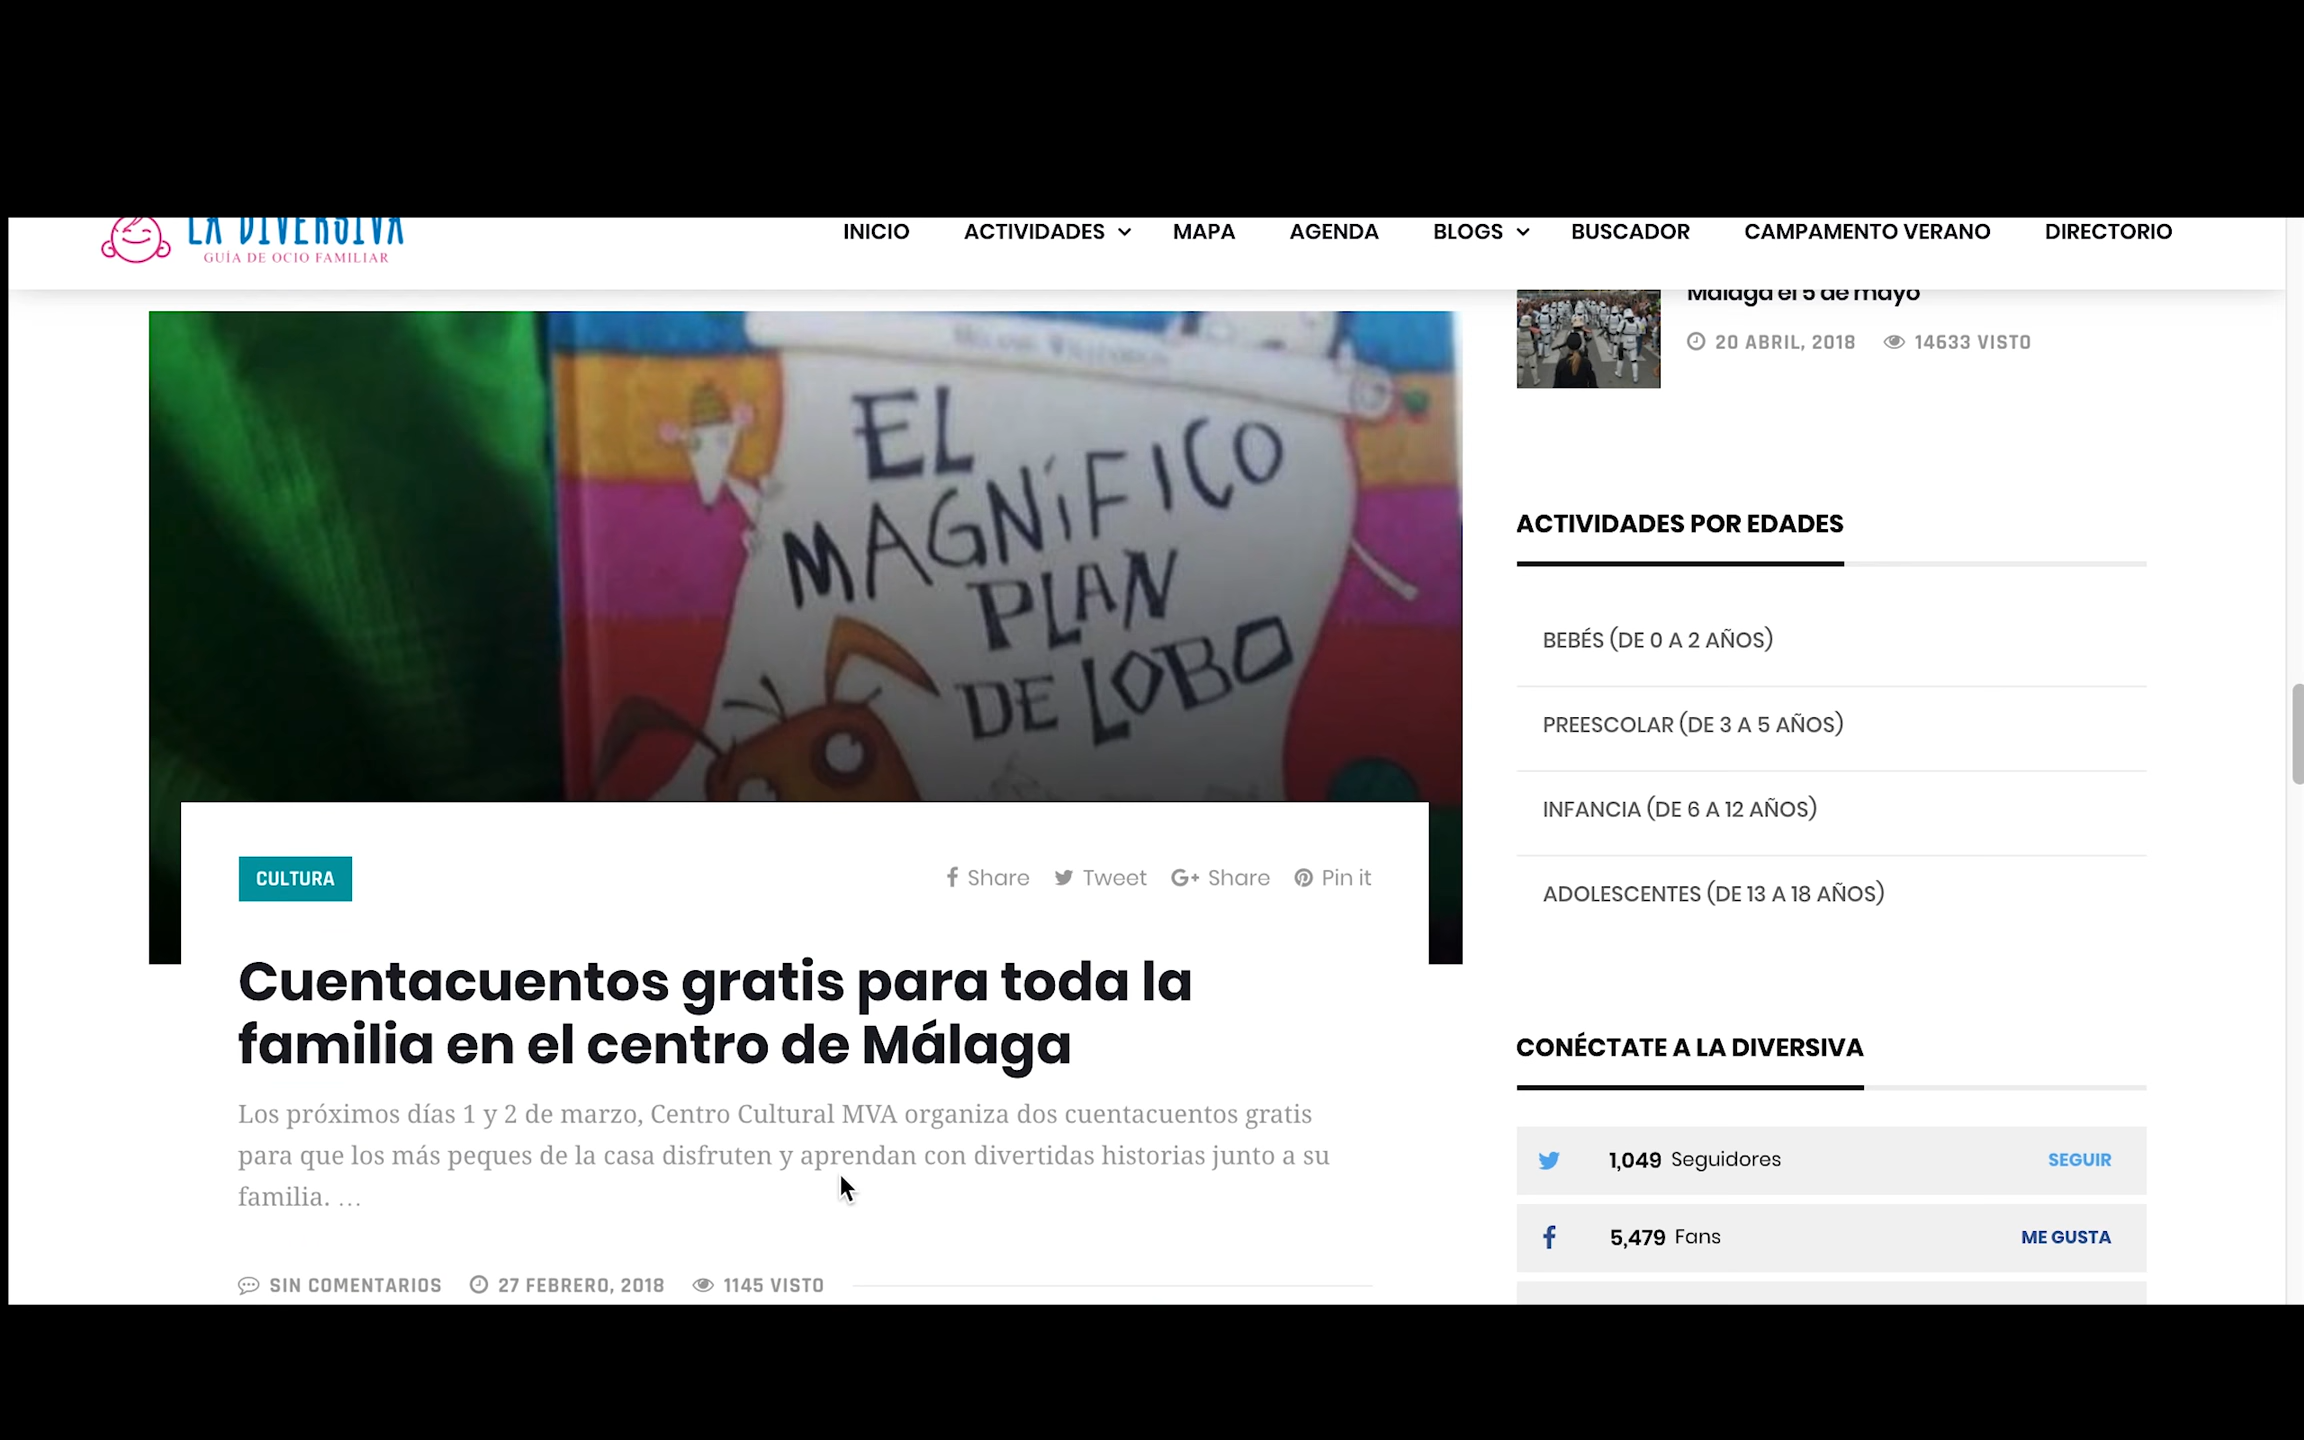 LA DIVERSIVA
GUÍA DE OCIO FAMILIAR
INICIO
ACTIVIDADES
MAPA
AGENDA
BLOGS
BUSCADOR
CAMPAMENTO VERANO
DIRECTORIO
EL
MAGNÍFICO
PLAN
DE LOBO
CULTURA
Share
Tweet
G+ Share
Pin it
Cuentacuentos gratis para toda la
familia en el centro de Málaga
Los próximos días 1 y 2 de marzo, Centro Cultural MVA organiza dos cuentacuentos gratis
para que los más peques de la casa disfruten y aprendan con divertidas historias junto a su
familia. …
SIN COMENTARIOS
27 FEBRERO, 2018
1145 VISTO
Málaga el 5 de mayo
20 ABRIL, 2018
14633 VISTO
ACTIVIDADES POR EDADES
BEBÉS (DE 0 A 2 AÑOS)
PREESCOLAR (DE 3 A 5 AÑOS)
INFANCIA (DE 6 A 12 AÑOS)
ADOLESCENTES (DE 13 A 18 AÑOS)
CONÉCTATE A LA DIVERSIVA
1,049 Seguidores
SEGUIR
5,479 Fans
ME GUSTA